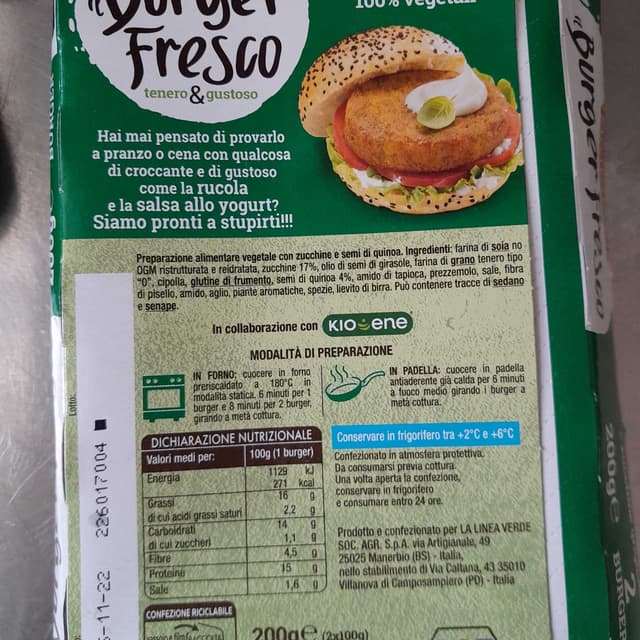 il Burger
Fresco
tenero & gustoso
100% vegetali
Hai mai pensato di provarlo
a pranzo o cena con qualcosa
di croccante e di gustoso
come la rucola
e la salsa allo yogurt?
Siamo pronti a stupirti!!!
Preparazione alimentare vegetale con zucchine e semi di quinoa. Ingredienti: farina di soia no
OGM ristrutturata e reidratata, zucchine 17%, olio di semi di girasole, farina di grano tenero tipo
"0", cipolla, glutine di frumento, semi di quinoa 4%, amido di tapioca, prezzemolo, sale, fibra
di pisello, amido, aglio, piante aromatiche, spezie, lievito di birra. Può contenere tracce di sedano
e senape.
In collaborazione con KIOENE
MODALITÀ DI PREPARAZIONE
IN FORNO: cuocere in forno
preriscaldato a 180°C in
modalità statica, 6 minuti per 1
burger e 8 minuti per 2 burger,
girando a metà cottura.
IN PADELLA: cuocere in padella
antiaderente già calda per 6 minuti
a fuoco medio girando i burger a
metà cottura.
DICHIARAZIONE NUTRIZIONALE
Valori medi per: 100g (1 burger)
Energia 1129 kJ
271 kcal
Grassi 16 g
di cui acidi grassi saturi 2,2 g
Carboidrati 14 g
di cui zuccheri 1,1 g
Fibre 4,5 g
Proteine 15 g
Sale 1,6 g
Conservare in frigorifero tra +2°C e +6°C
Confezionato in atmosfera protettiva.
Da consumarsi previa cottura.
Una volta aperta la confezione,
conservare in frigorifero
e consumare entro 24 ore.
Prodotto e confezionato per LA LINEA VERDE
SOC. AGR. S.p.A. via Artigianale, 49
25025 Manerbio (BS) - Italia,
nello stabilimento di Via Caltana, 43 35010
Villanova di Camposampiero (PD) - Italia
CONFEZIONE RICICLABILE
200g e (2x100g)
Lotto:
226017004
-11-22
il Burger Fresco
200g e
2
BURGER